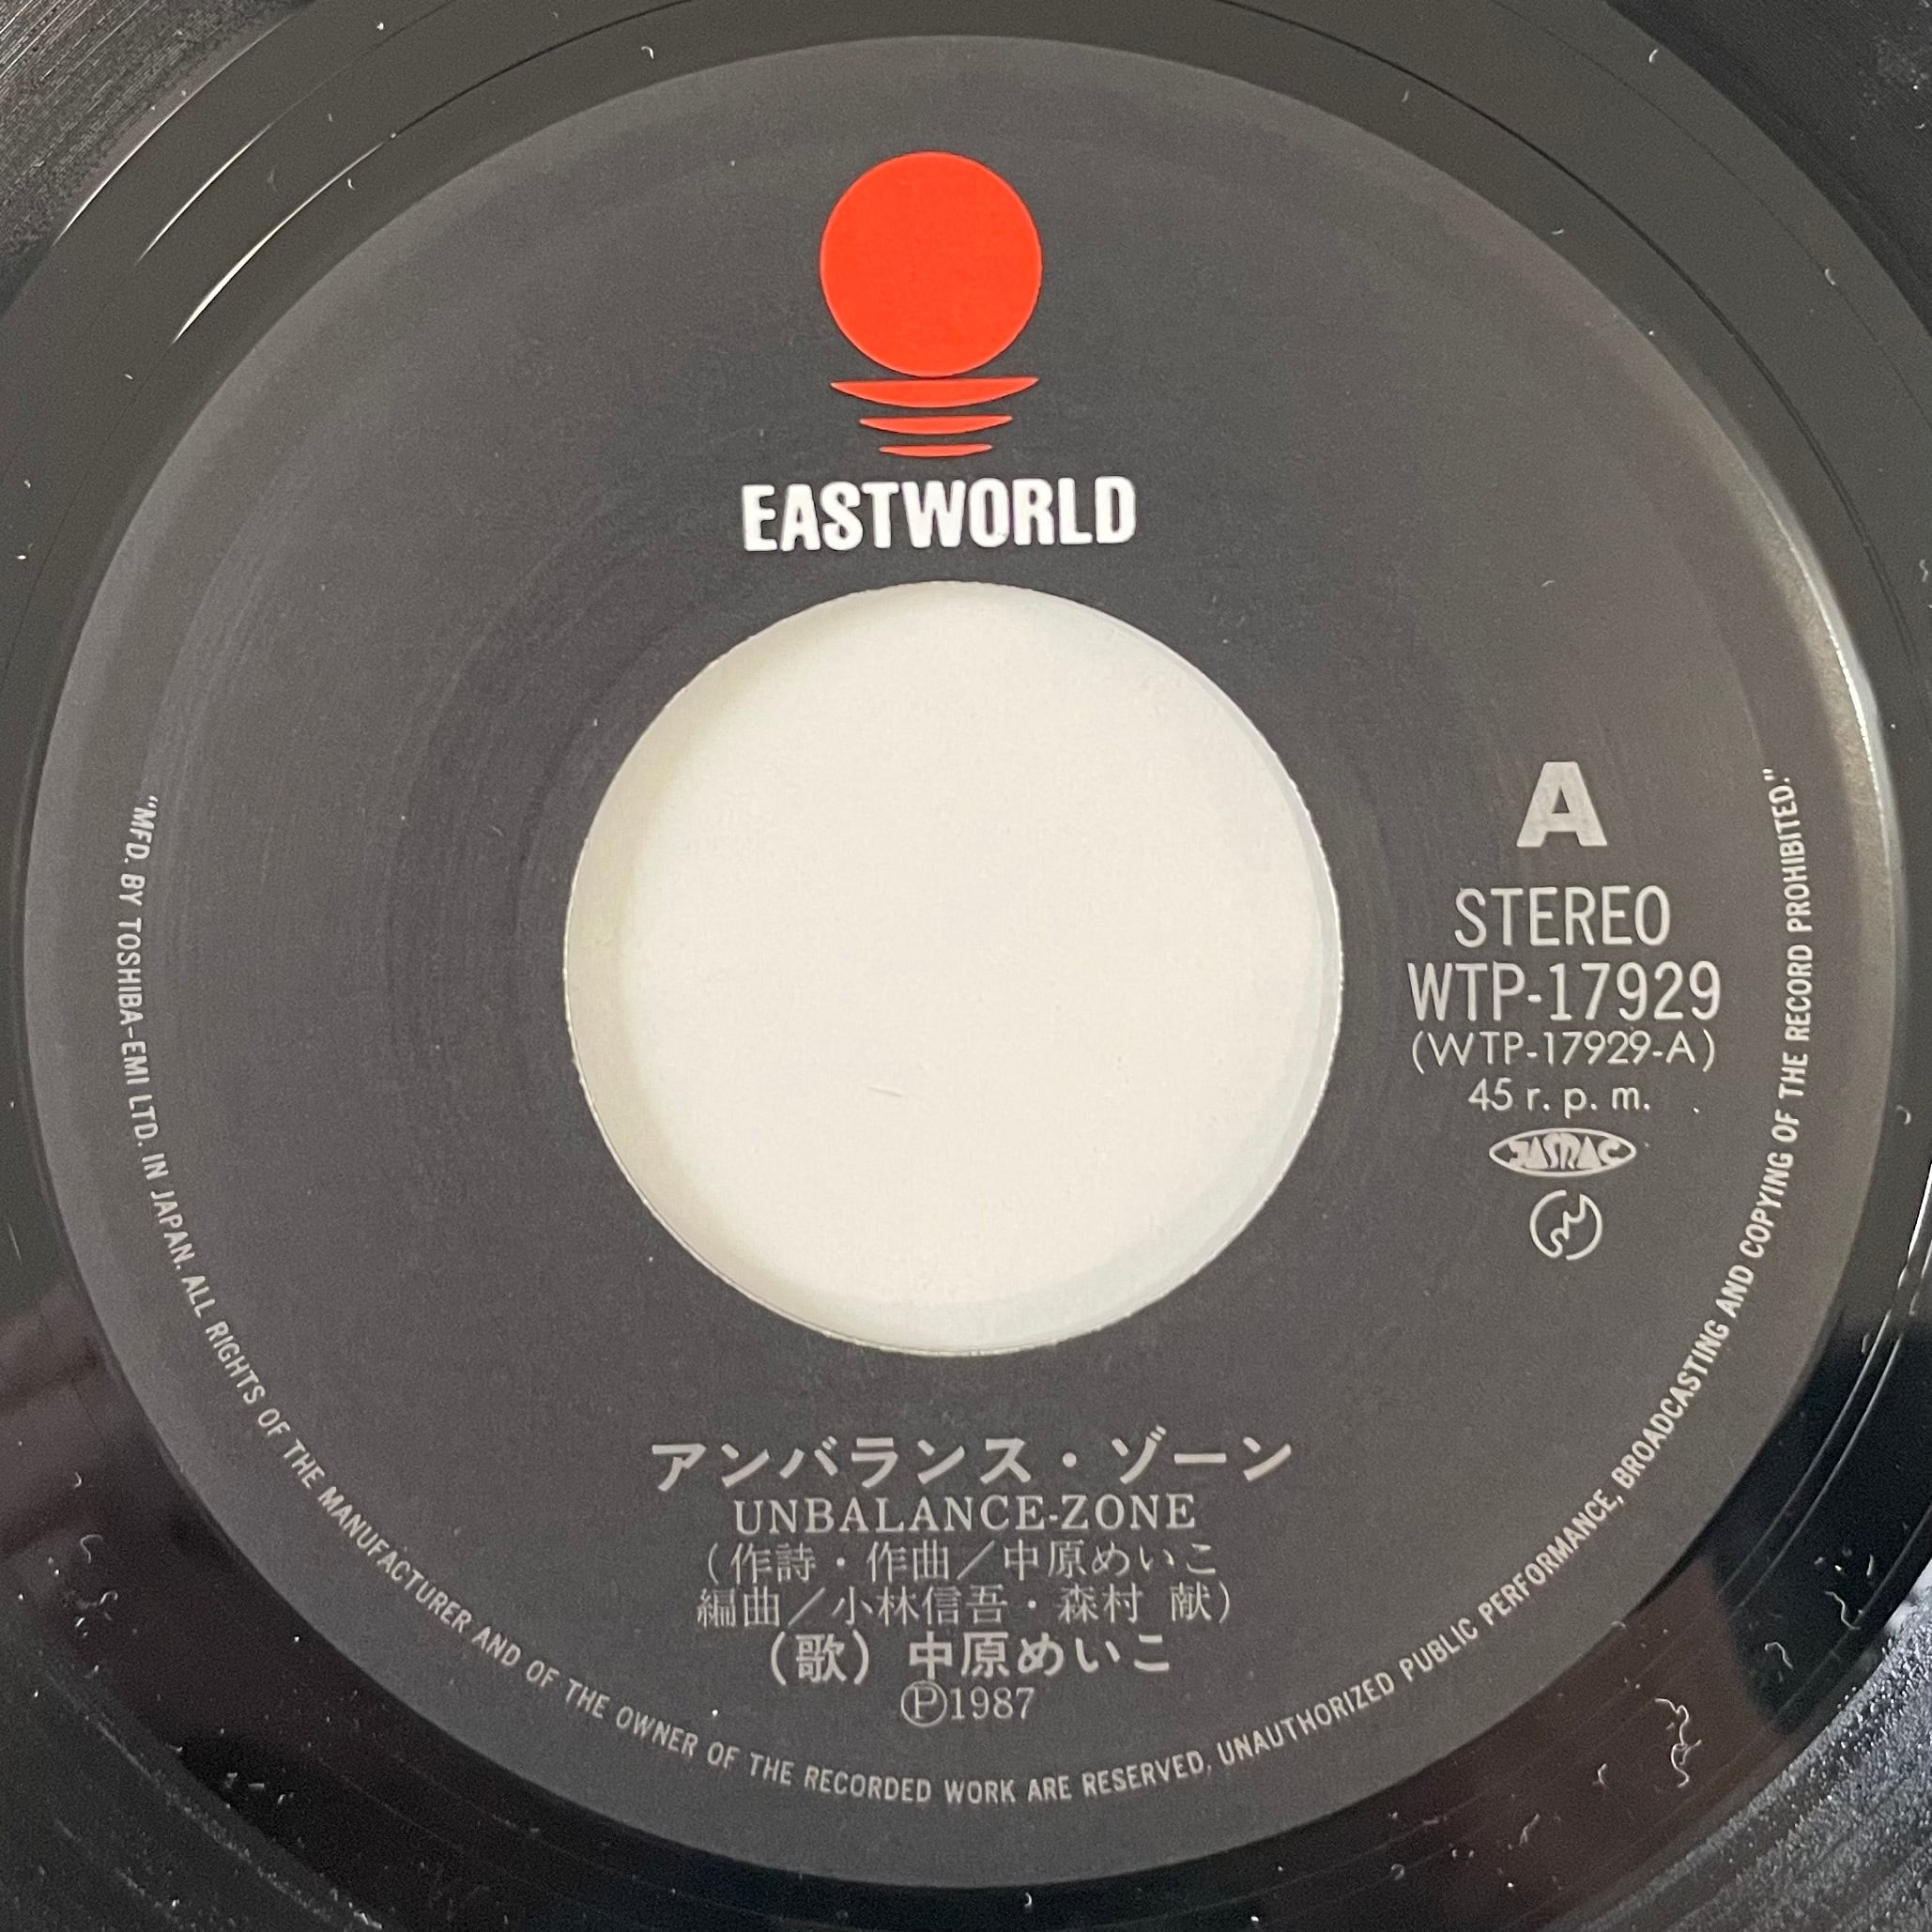 EASTWORLD
A
STEREO
WTP-17929
(WTP-17929-A)
45 r. p. m.
JASRAC
アンバランス・ゾーン
UNBALANCE-ZONE
(作詩・作曲／中原めいこ
編曲／小林信吾・森村 献)
(歌) 中原めいこ
Ⓟ1987
"MFD. BY TOSHIBA-EMI LTD. IN JAPAN. ALL RIGHTS OF THE MANUFACTURER AND OF THE OWNER OF THE RECORDED WORK ARE RESERVED. UNAUTHORIZED PUBLIC PERFORMANCE, BROADCASTING AND COPYING OF THE RECORD PROHIBITED."